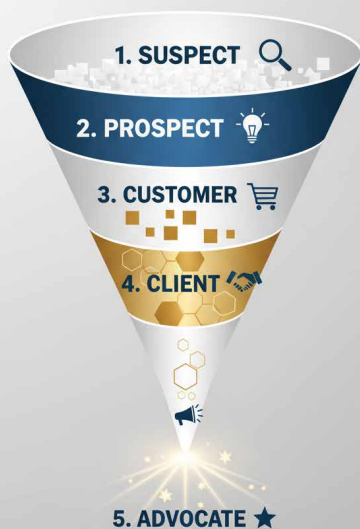 1. SUSPECT
2. PROSPECT
3. CUSTOMER
4. CLIENT
5. ADVOCATE